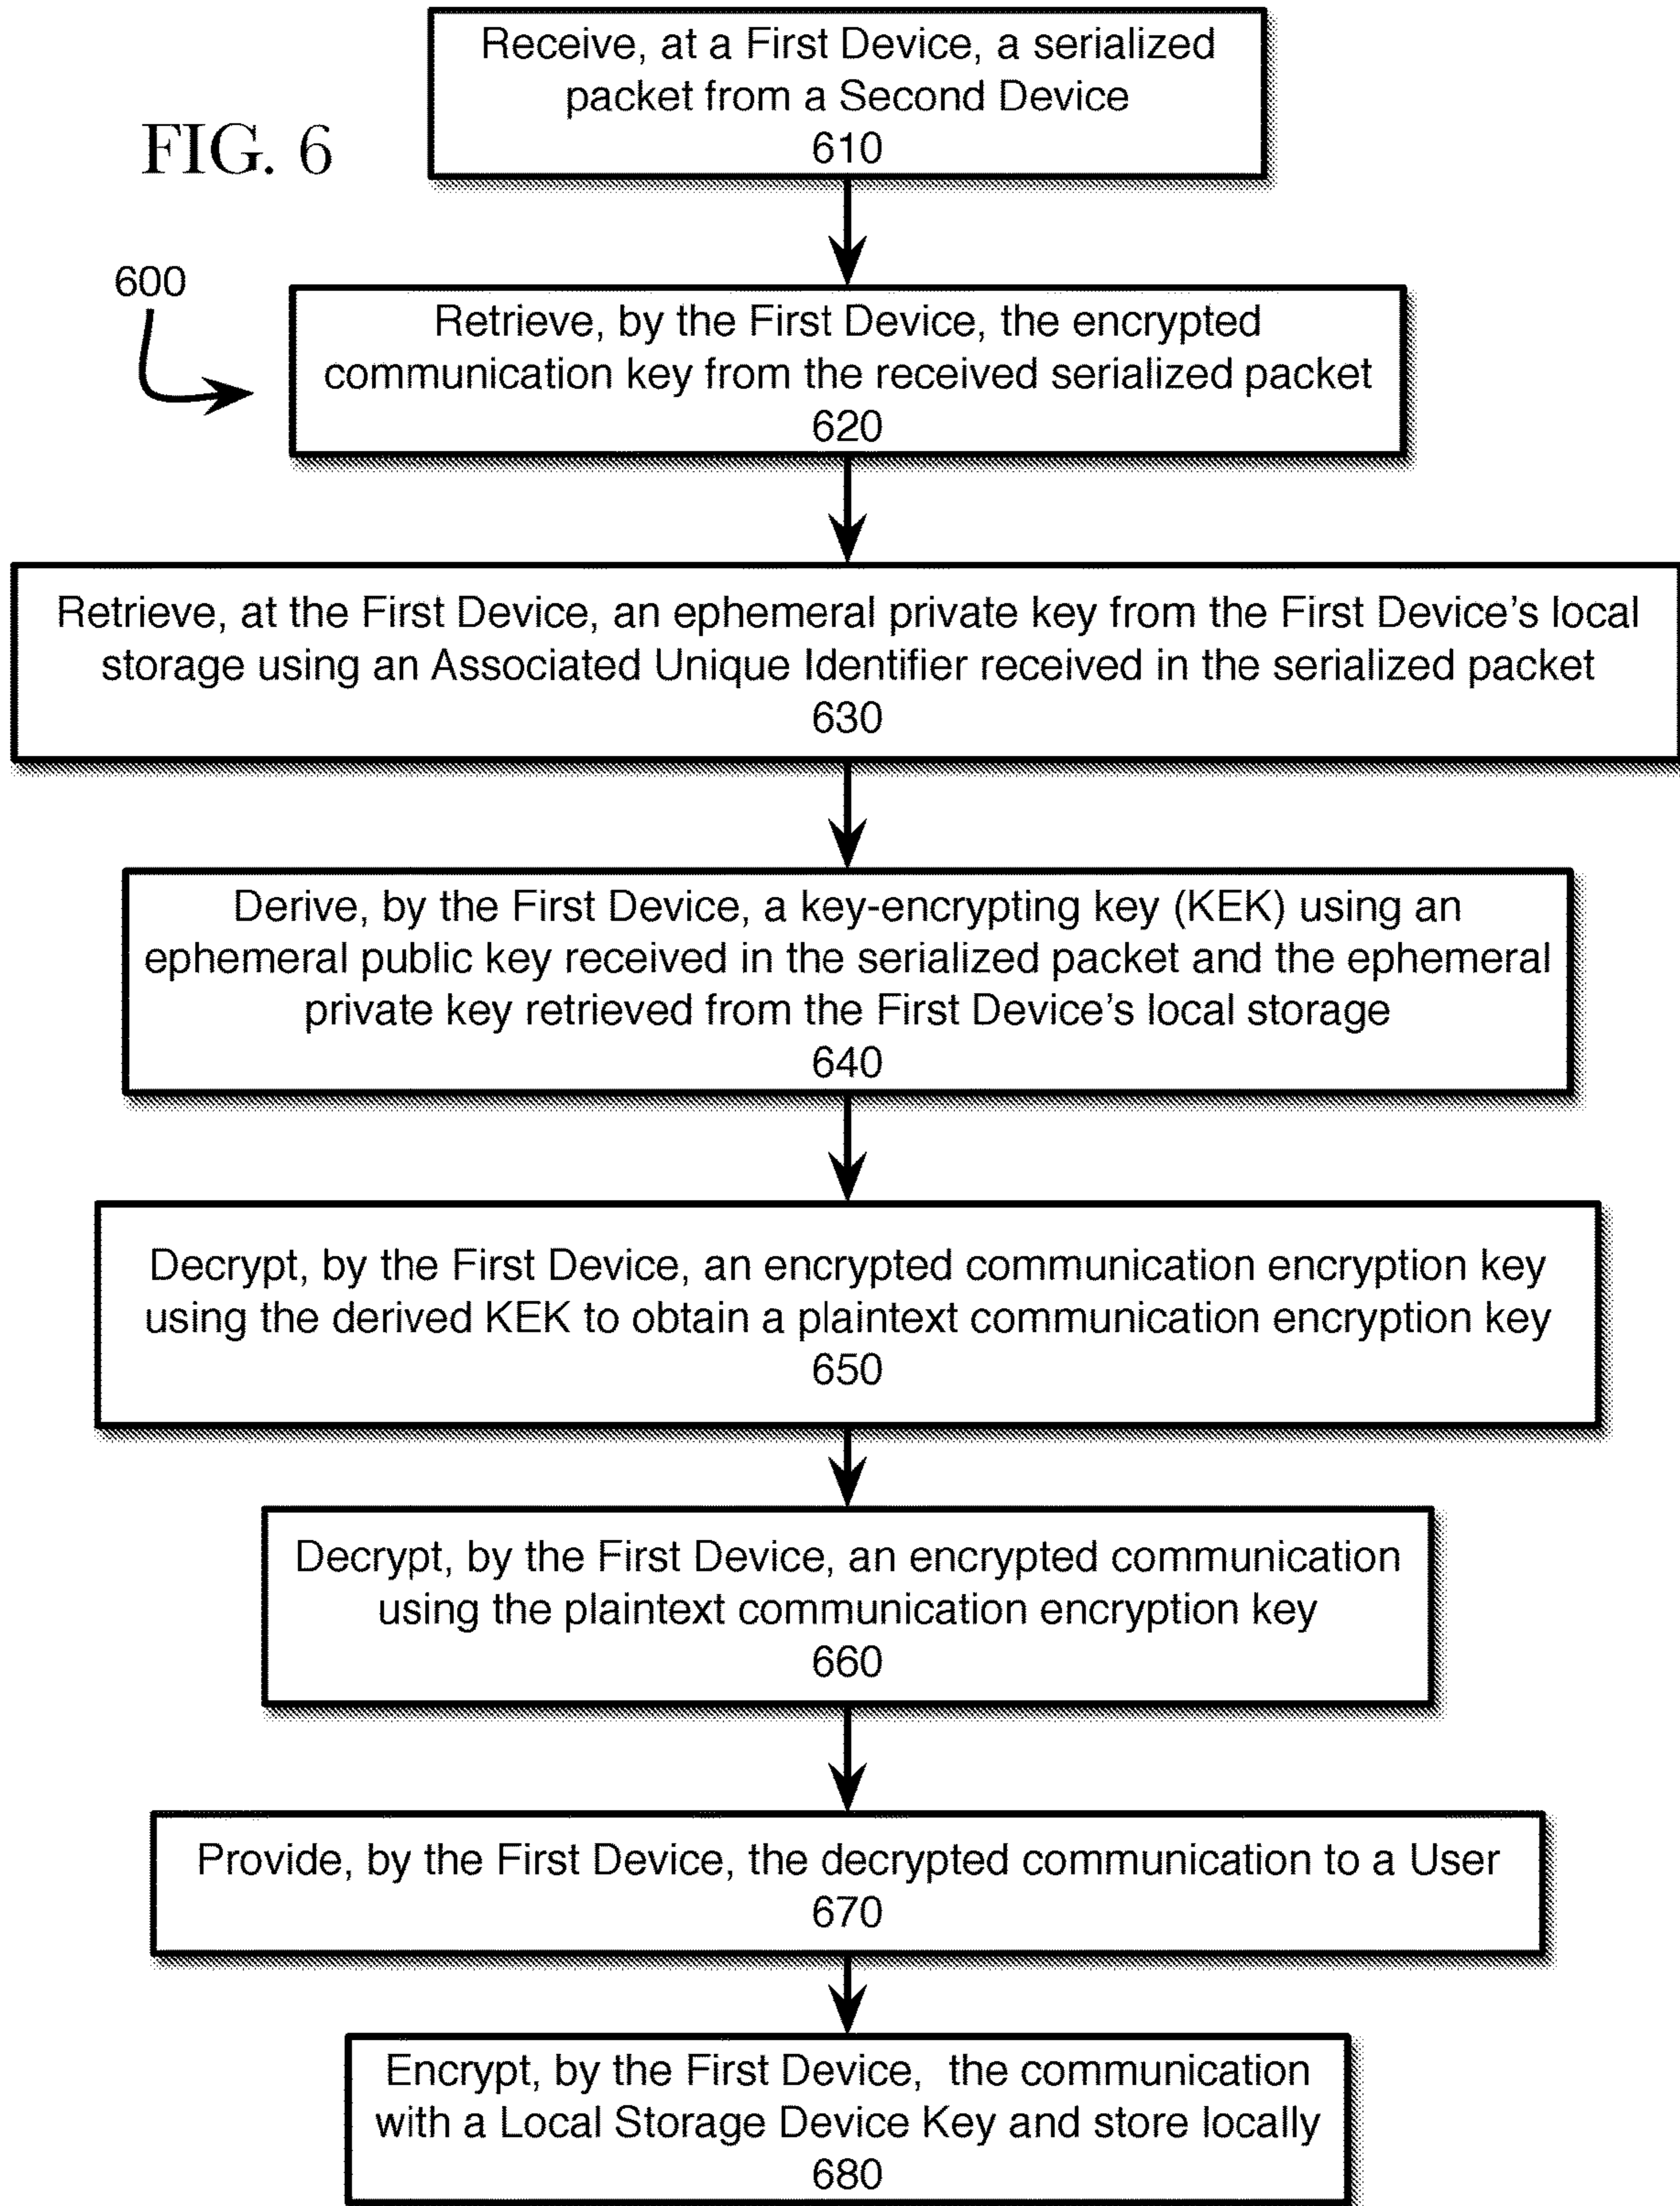 Receive, at a First Device, a serialized
packet from a Second Device
610
FIG. 6
600
Retrieve, by the First Device, the encrypted
communication key from the received serialized packet
620
Retrieve, at the First Device, an ephemeral private key from the First Device’s local
storage using an Associated Unique Identifier received in the serialized packet
630
Derive, by the First Device, a key-encrypting key (KEK) using an
ephemeral public key received in the serialized packet and the ephemeral
private key retrieved from the First Device’s local storage
640
Decrypt, by the First Device, an encrypted communication encryption key
using the derived KEK to obtain a plaintext communication encryption key
650
Decrypt, by the First Device, an encrypted communication
using the plaintext communication encryption key
660
Provide, by the First Device, the decrypted communication to a User
670
Encrypt, by the First Device, the communication
with a Local Storage Device Key and store locally
680